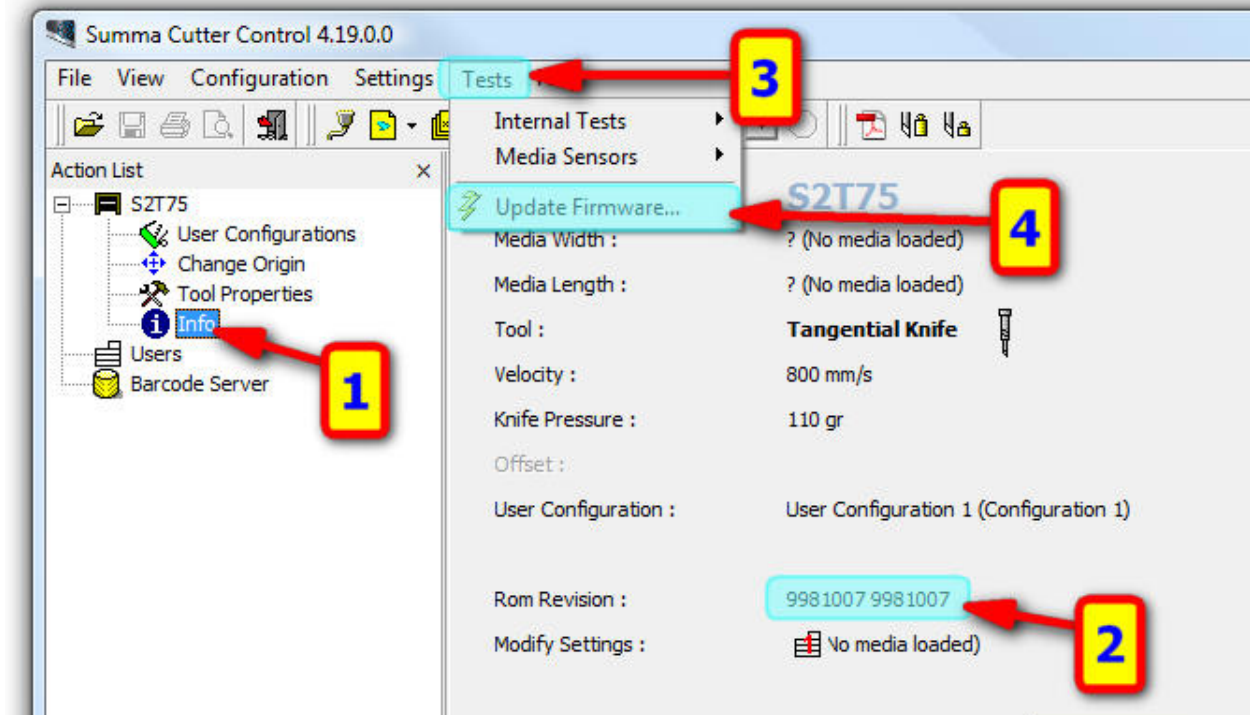 Summa Cutter Control 4.19.0.0
File View Configuration Settings Tests
3
Internal Tests
Media Sensors
Update Firmware...
4
Action List
S2T75
User Configurations
Change Origin
Tool Properties
Info
1
Users
Barcode Server
S2T75
Media Width : ? (No media loaded)
Media Length : ? (No media loaded)
Tool : Tangential Knife
Velocity : 800 mm/s
Knife Pressure : 110 gr
Offset :
User Configuration : User Configuration 1 (Configuration 1)
Rom Revision : 9981007 9981007
2
Modify Settings : No media loaded)